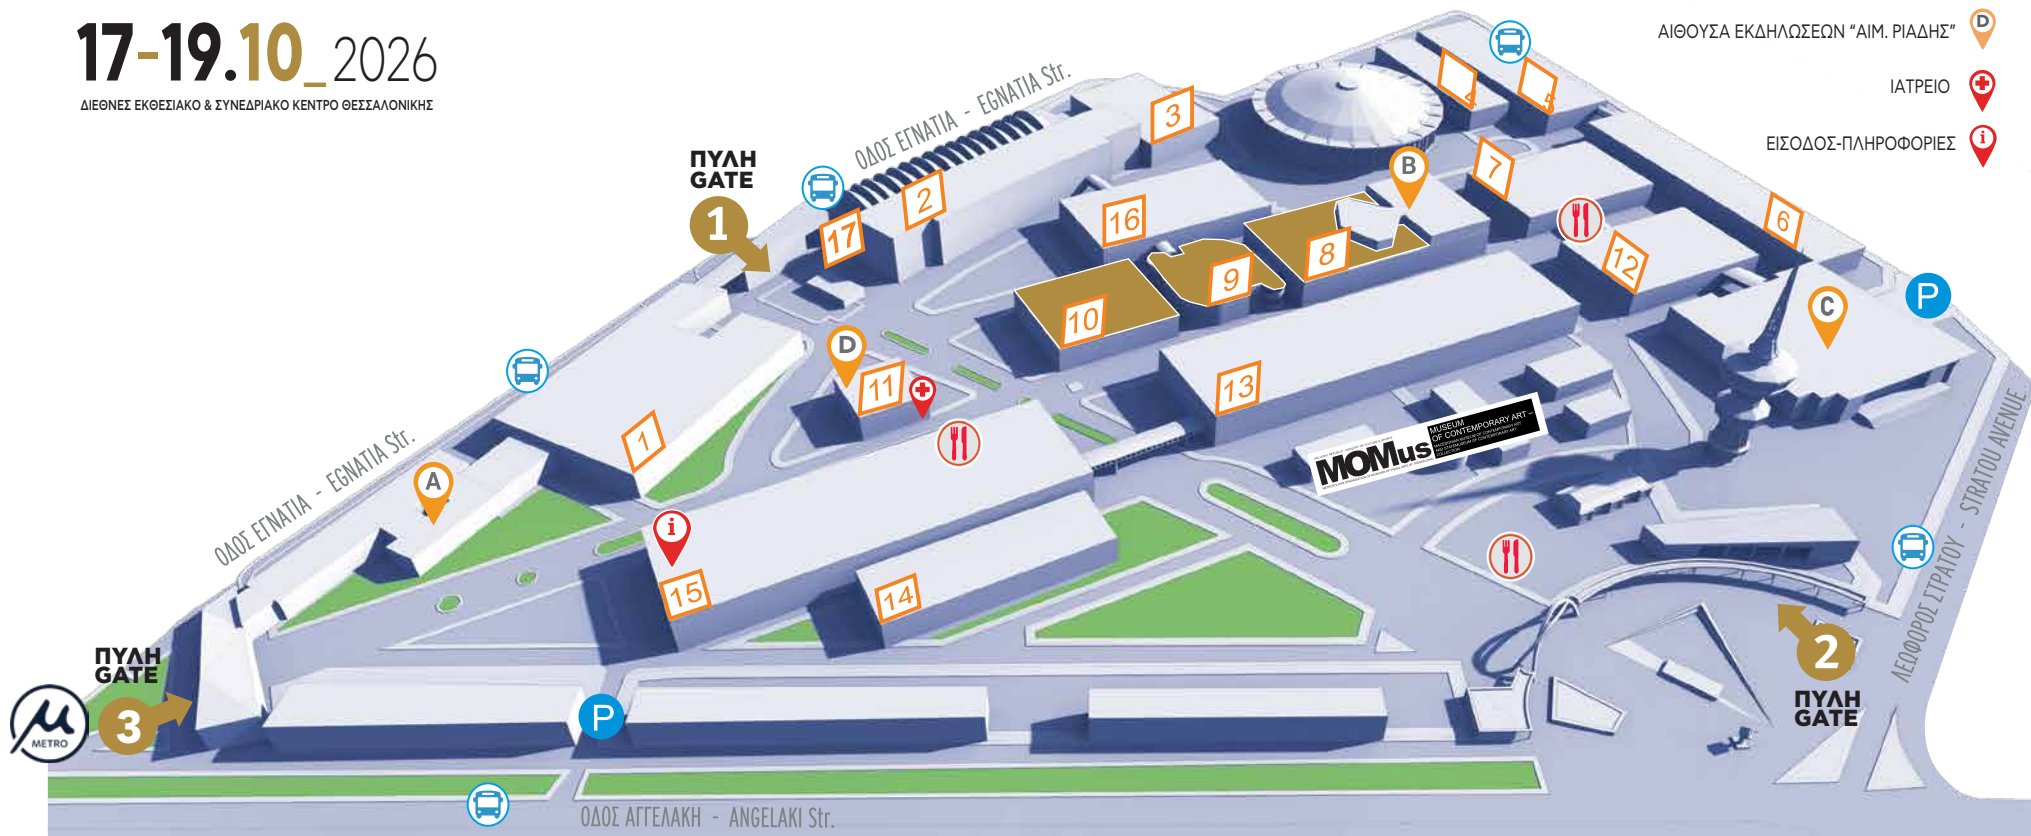 17-19.10_2026
ΔΙΕΘΝΕΣ ΕΚΘΕΣΙΑΚΟ & ΣΥΝΕΔΡΙΑΚΟ ΚΕΝΤΡΟ ΘΕΣΣΑΛΟΝΙΚΗΣ
ΑΙΘΟΥΣΑ ΕΚΔΗΛΩΣΕΩΝ "ΑΙΜ. ΡΙΑΔΗΣ" D
ΙΑΤΡΕΙΟ
ΕΙΣΟΔΟΣ-ΠΛΗΡΟΦΟΡΙΕΣ i
ΟΔΟΣ ΕΓΝΑΤΙΑ - EGNATIA Str.
ΠΥΛΗ
GATE
1
17
2
3
4
5
16
B
7
6
8
9
10
12
C
P
D
11
13
1
MOMus
MUSEUM
OF CONTEMPORARY ART –
ΟΔΟΣ ΕΓΝΑΤΙΑ - EGNATIA Str.
A
i
15
14
ΛΕΩΦΟΡΟΣ ΣΤΡΑΤΟΥ - STRATOU AVENUE
2
ΠΥΛΗ
GATE
ΠΥΛΗ
GATE
3
METRO
P
ΟΔΟΣ ΑΓΓΕΛΑΚΗ - ANGELAKI Str.